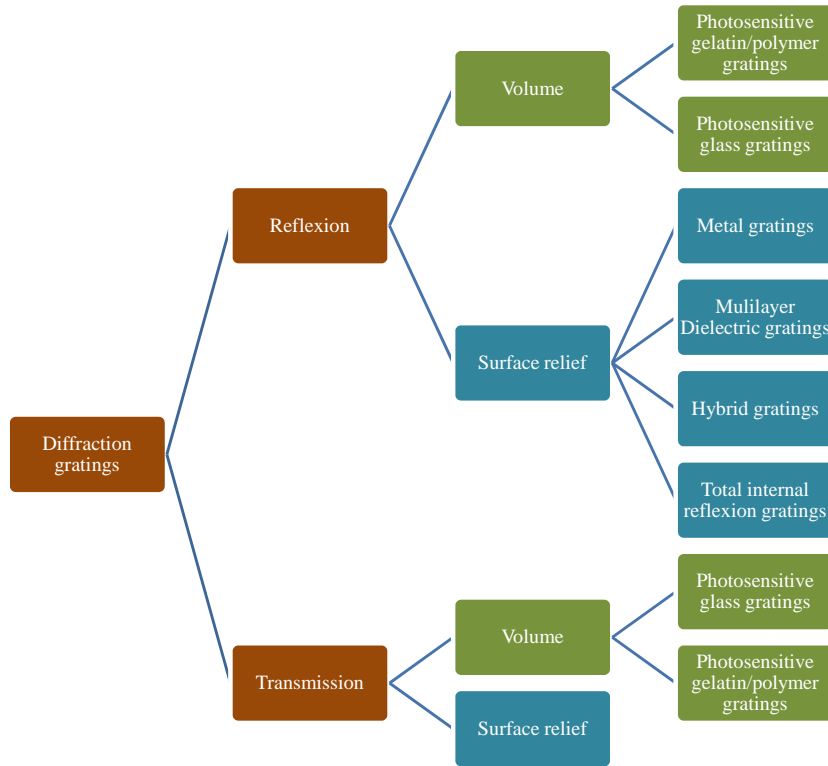 Diffraction
gratings
Reflexion
Volume
Photosensitive
gelatin/polymer
gratings
Photosensitive
glass gratings
Surface relief
Metal gratings
Mulilayer
Dielectric gratings
Hybrid gratings
Total internal
reflexion gratings
Transmission
Volume
Photosensitive
glass gratings
Photosensitive
gelatin/polymer
gratings
Surface relief